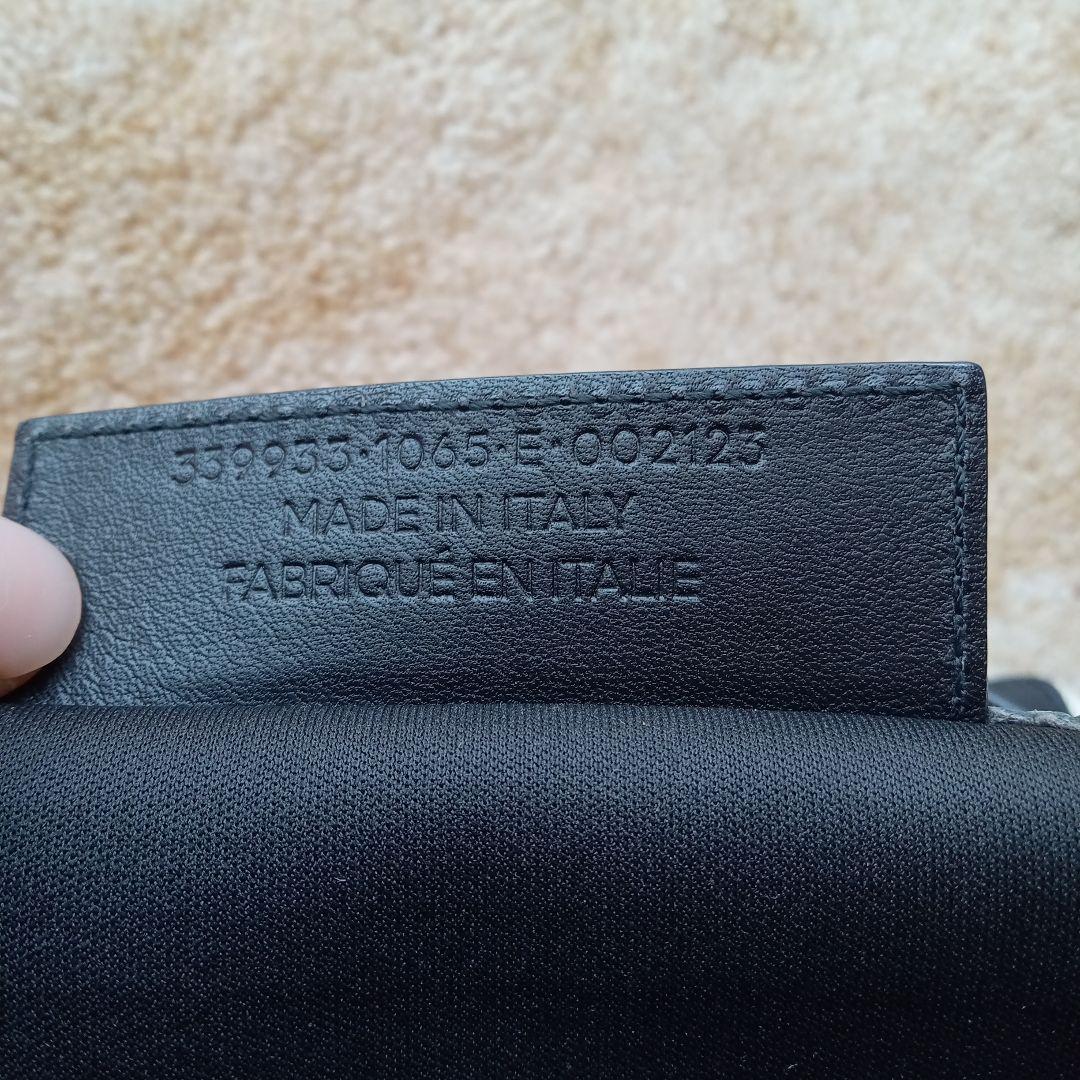 339933·1065·E·002123
MADE IN ITALY
FABRIQUÉ EN ITALIE